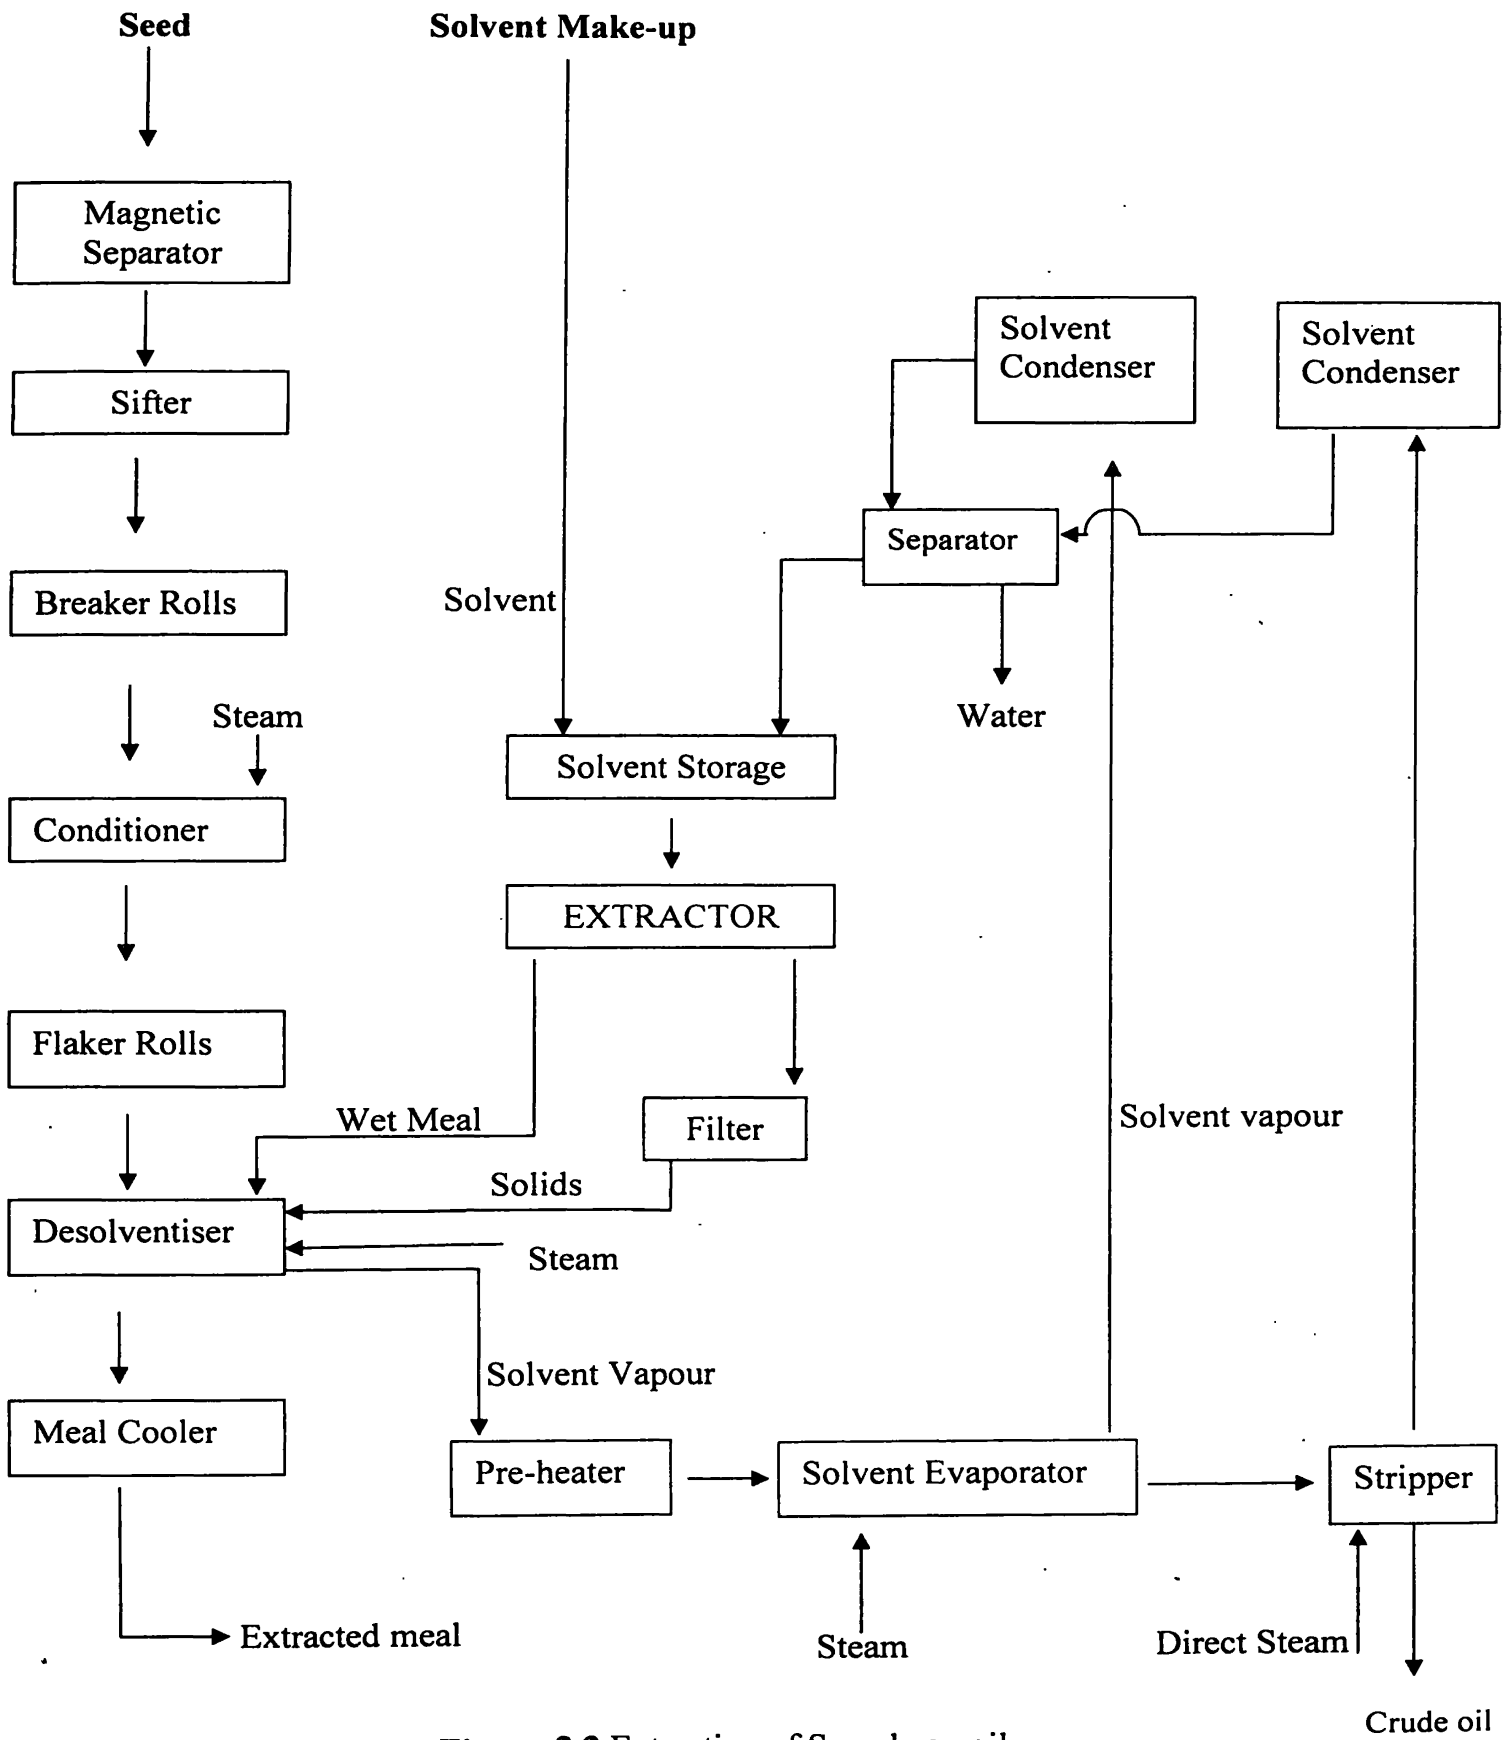 Seed
Solvent Make-up
Magnetic
Separator
Sifter
Solvent
Condenser
Solvent
Condenser
Separator
Breaker Rolls
Solvent
Steam
Water
Solvent Storage
Conditioner
EXTRACTOR
Flaker Rolls
Wet Meal
Filter
Solvent vapour
Solids
Desolventiser
Steam
Solvent Vapour
Meal Cooler
Pre-heater
Solvent Evaporator
Stripper
Extracted meal
Steam
Direct Steam
Crude oil